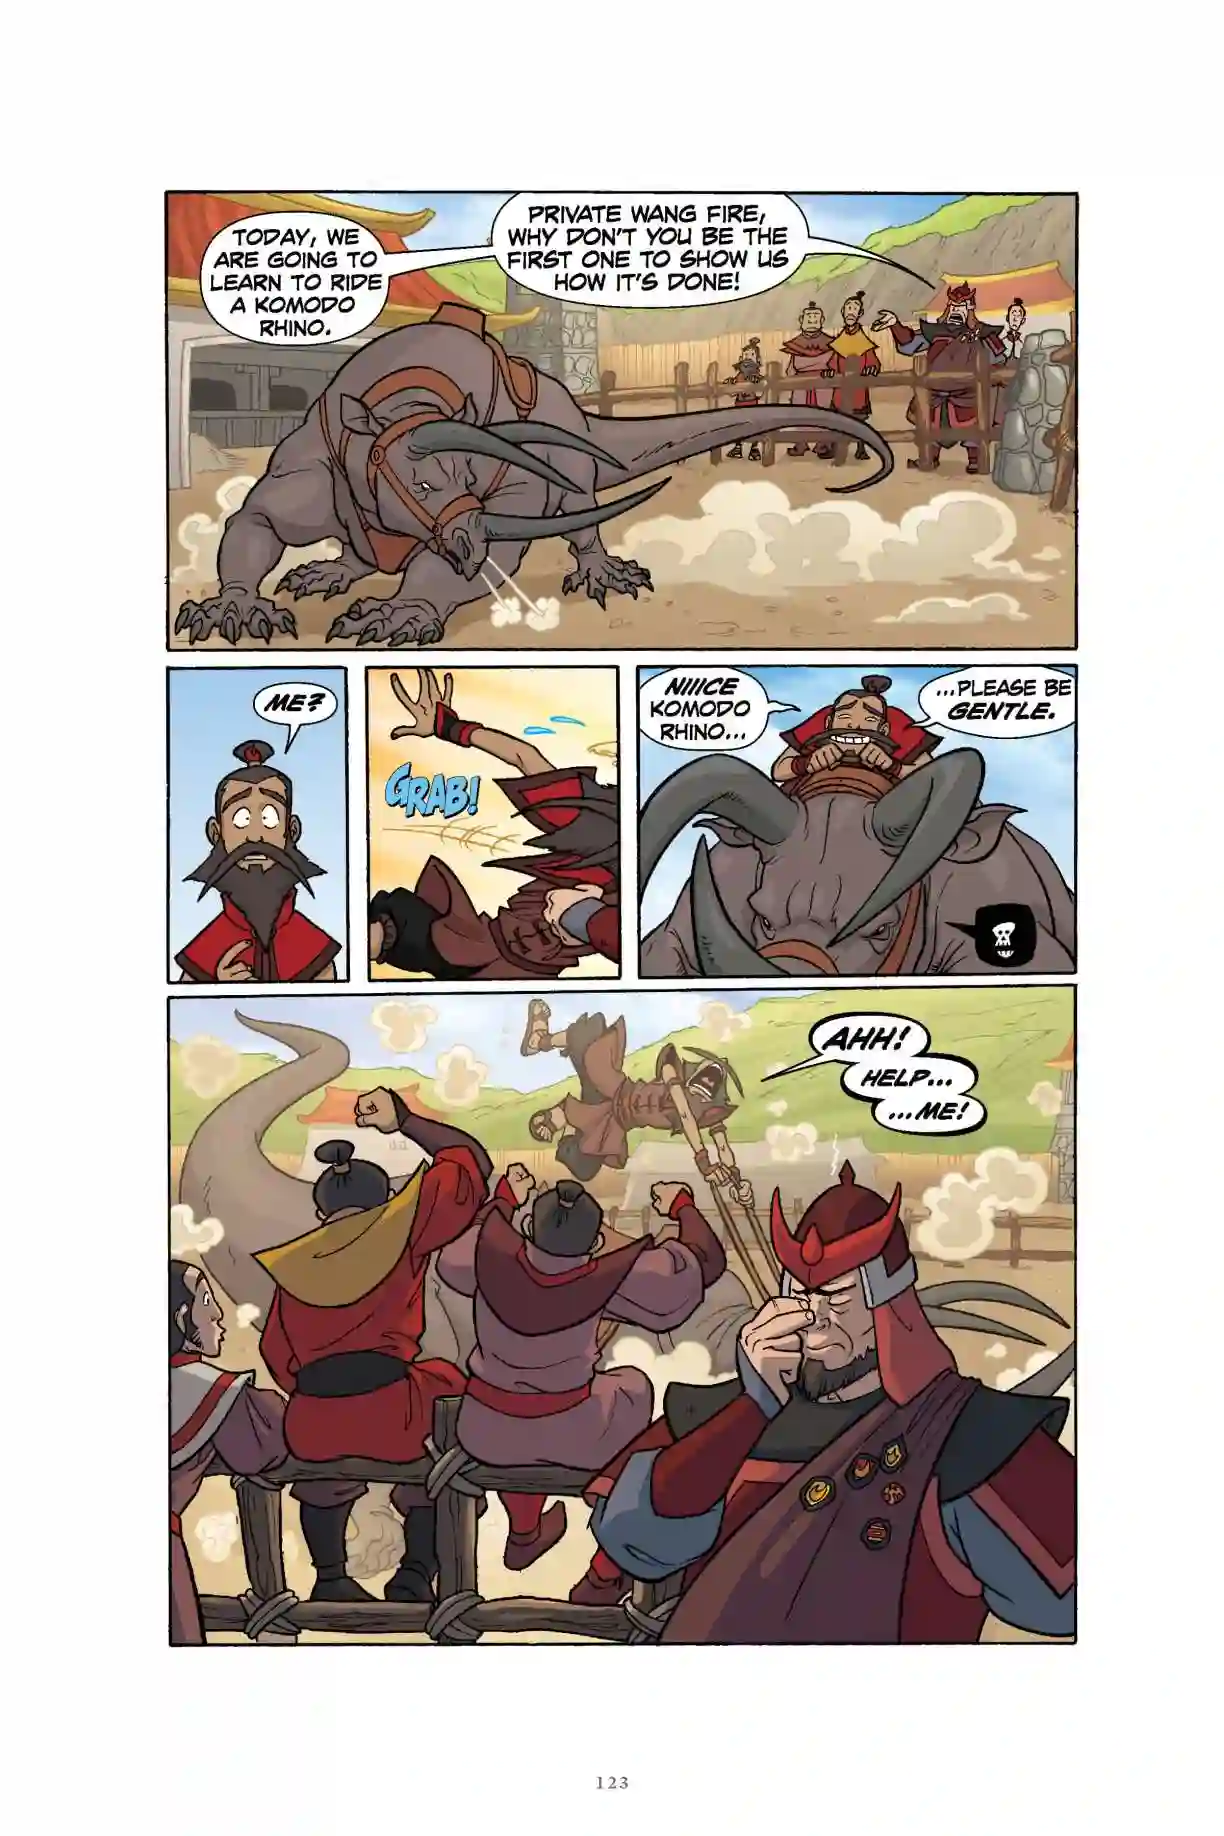 TODAY, WE
ARE GOING TO
LEARN TO RIDE
A KOMODO
RHINO.
PRIVATE WANG FIRE,
WHY DON'T YOU BE THE
FIRST ONE TO SHOW US
HOW IT'S DONE!
ME?
GRAB!
NIIICE
KOMODO
RHINO...
...PLEASE BE
GENTLE.
AHH!
HELP...
...ME!
123